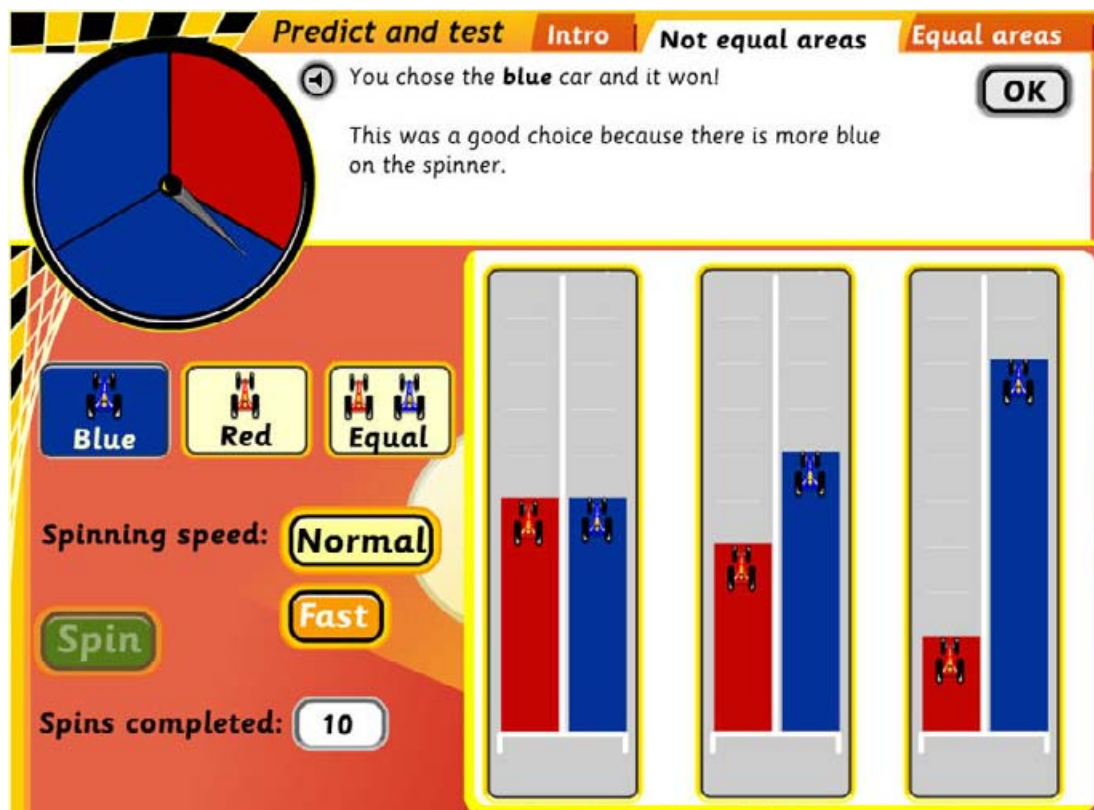 Predict and test
Intro
Not equal areas
Equal areas
You chose the blue car and it won!
OK
This was a good choice because there is more blue
on the spinner.
Blue
Red
Equal
Spinning speed:
Normal
Fast
Spin
Spins completed:
10